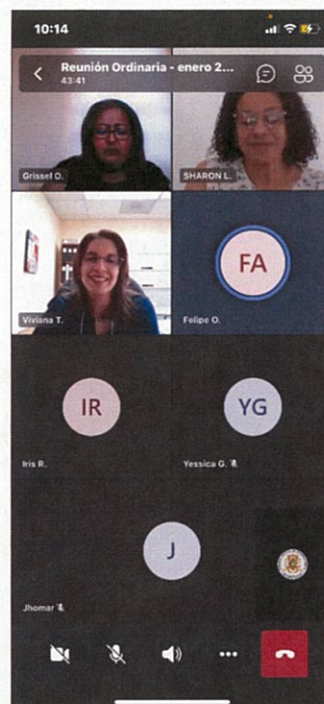 10:14
Reunión Ordinaria - enero 2...
43:41
Grissel O.
SHARON L.
Viviana T.
FA
Felipe O.
IR
Iris R.
YG
Yessica G.
J
Jhomar